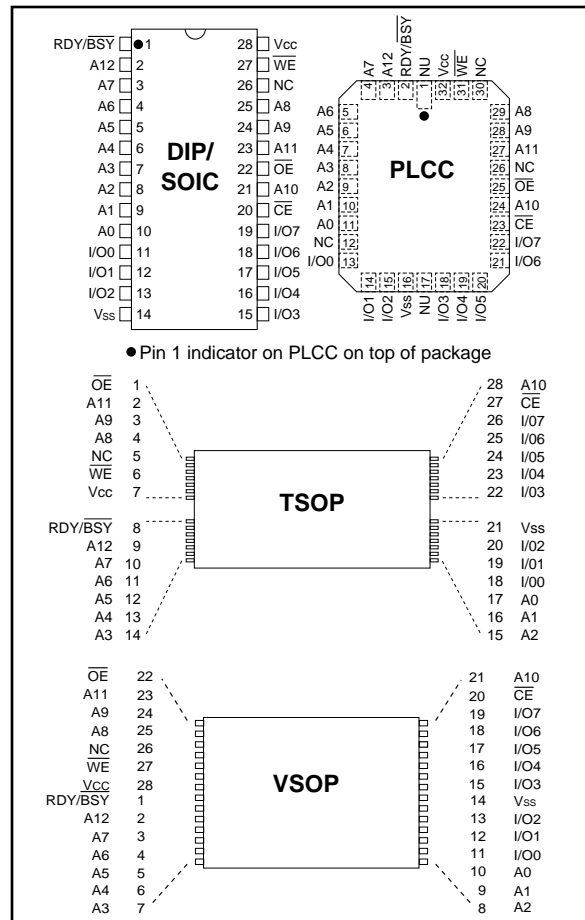 RDY/BSY 1 28 Vcc
A12 2 27 WE
A7 3 26 NC
A6 4 25 A8
A5 5 24 A9
A4 6 23 A11
A3 7 22 OE
A2 8 21 A10
A1 9 20 CE
A0 10 19 I/O7
I/O0 11 18 I/O6
I/O1 12 17 I/O5
I/O2 13 16 I/O4
Vss 14 15 I/O3
DIP/
SOIC
A7 A12 RDY/BSY NU Vcc WE NC
4 3 2 1 32 31 30
A6 5 29 A8
A5 6 28 A9
A4 7 27 A11
A3 8 26 NC
A2 9 25 OE
A1 10 24 A10
A0 11 23 CE
NC 12 22 I/O7
I/O0 13 21 I/O6
PLCC
14 15 16 17 18 19 20
I/O1 I/O2 Vss NU I/O3 I/O4 I/O5
● Pin 1 indicator on PLCC on top of package
OE 1 28 A10
A11 2 27 CE
A9 3 26 I/07
A8 4 25 I/06
NC 5 24 I/05
WE 6 23 I/04
Vcc 7 22 I/03
TSOP
RDY/BSY 8 21 Vss
A12 9 20 I/02
A7 10 19 I/01
A6 11 18 I/00
A5 12 17 A0
A4 13 16 A1
A3 14 15 A2
OE 22 21 A10
A11 23 20 CE
A9 24 19 I/O7
A8 25 18 I/O6
NC 26 17 I/O5
WE 27 16 I/O4
Vcc 28 15 I/O3
VSOP
RDY/BSY 1 14 Vss
A12 2 13 I/O2
A7 3 12 I/O1
A6 4 11 I/O0
A5 5 10 A0
A4 6 9 A1
A3 7 8 A2